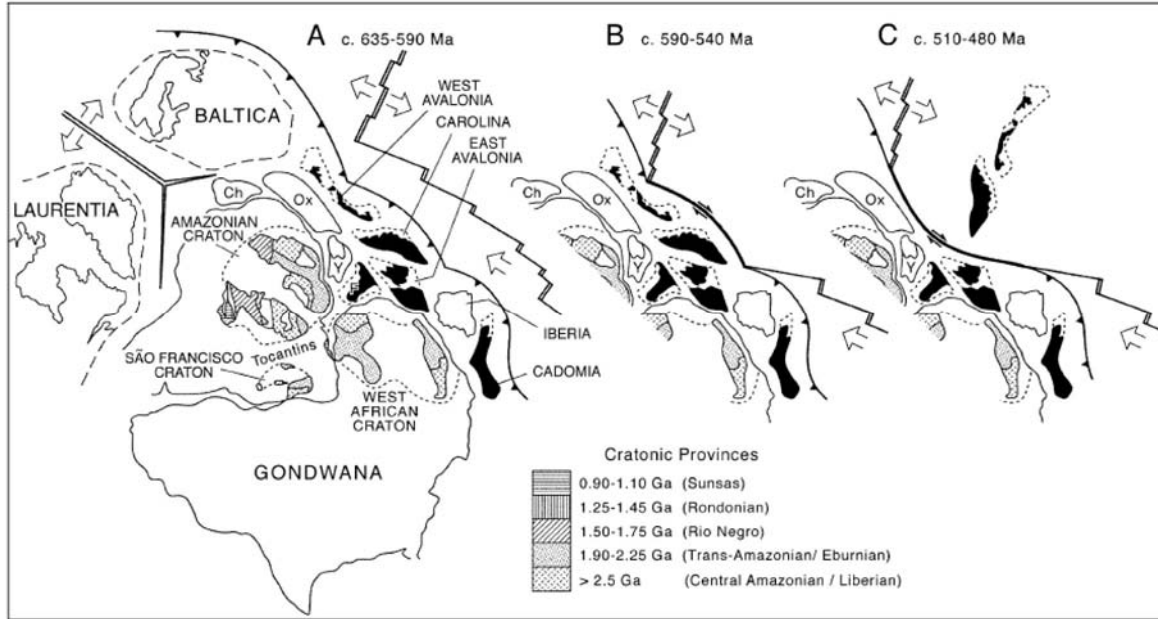 A c. 635-590 Ma
B c. 590-540 Ma
C c. 510-480 Ma
WEST
AVALONIA
CAROLINA
EAST
AVALONIA
BALTICA
LAURENTIA
Ch
Ox
AMAZONIAN
CRATON
Fl
Ch
Ox
Ox
IBERIA
CADOMIA
Tocantins
SÃO FRANCISCO
CRATON
WEST
AFRICAN
CRATON
GONDWANA
Cratonic Provinces
0.90-1.10 Ga (Sunsas)
1.25-1.45 Ga (Rondonian)
1.50-1.75 Ga (Rio Negro)
1.90-2.25 Ga (Trans-Amazonian/ Eburnian)
> 2.5 Ga (Central Amazonian / Liberian)